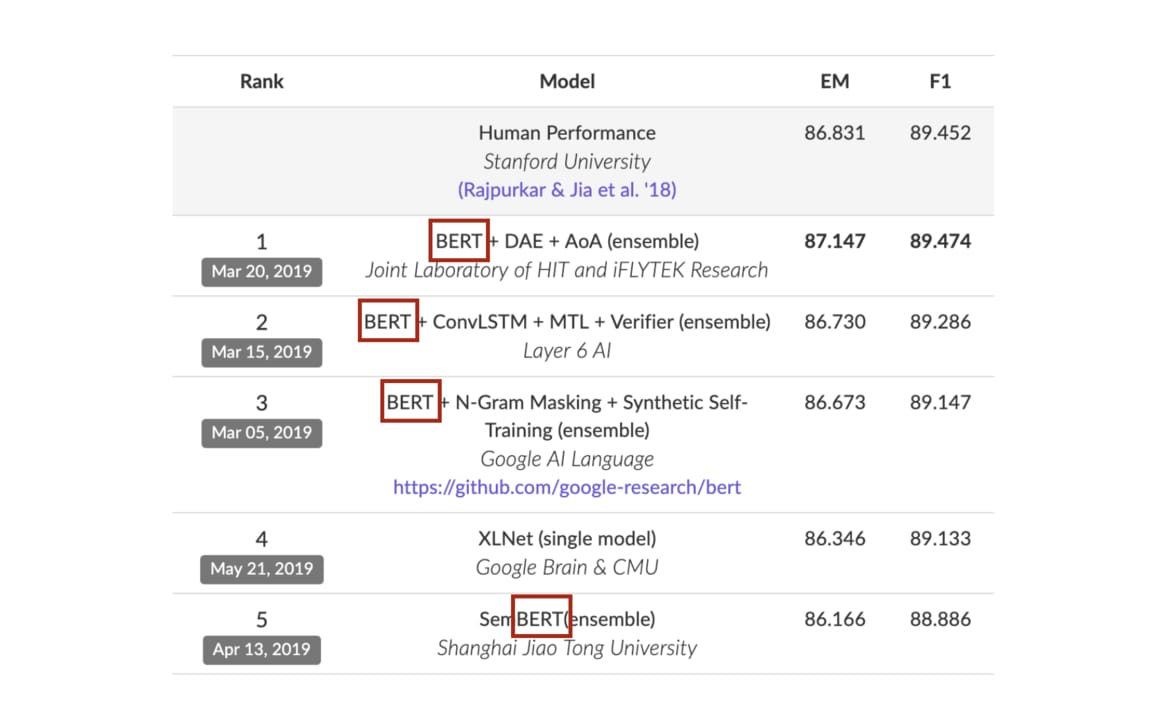 Rank Model EM F1
Human Performance 86.831 89.452
Stanford University
(Rajpurkar & Jia et al. '18)
1 BERT + DAE + AoA (ensemble) 87.147 89.474
Mar 20, 2019 Joint Laboratory of HIT and iFLYTEK Research
2 BERT + ConvLSTM + MTL + Verifier (ensemble) 86.730 89.286
Mar 15, 2019 Layer 6 AI
3 BERT + N-Gram Masking + Synthetic Self- 86.673 89.147
Mar 05, 2019 Training (ensemble)
Google AI Language
https://github.com/google-research/bert
4 XLNet (single model) 86.346 89.133
May 21, 2019 Google Brain & CMU
5 SemBERT(ensemble) 86.166 88.886
Apr 13, 2019 Shanghai Jiao Tong University